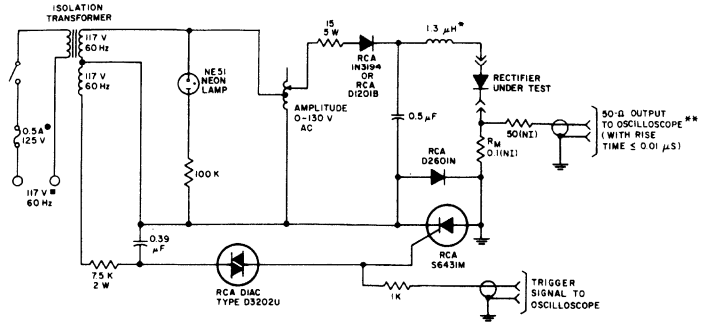 ISOLATION
TRANSFORMER
117 V
60 Hz
117 V
60 Hz
0.5A*
125 V
117 V*
60 Hz
NE51
NEON
LAMP
100 K
AMPLITUDE
0-130 V
AC
15
5 W
RCA
1N3194
OR
RCA
D1201B
1.3 μH*
RECTIFIER
UNDER TEST
0.5 μF
50(NI)
50-Ω OUTPUT
TO OSCILLOSCOPE**
(WITH RISE
TIME ≤ 0.01 μS)
RM
0.1(NI)
RCA
D2601N
0.39
μF
7.5 K
2 W
RCA DIAC
TYPE D3202U
RCA
S6431M
1K
TRIGGER
SIGNAL TO
OSCILLOSCOPE